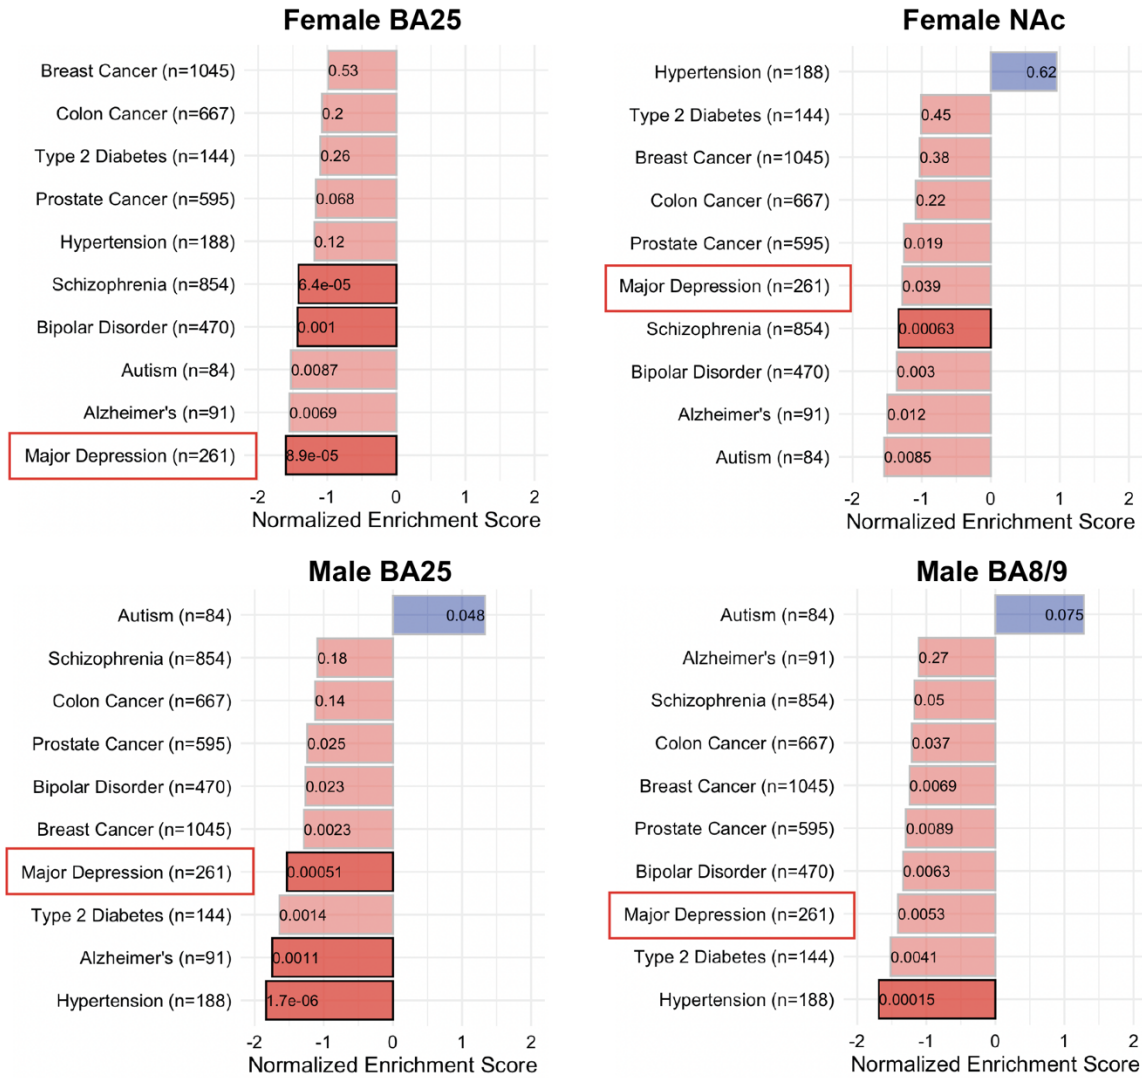 Female BA25
Breast Cancer (n=1045)
0.53
Colon Cancer (n=667)
0.2
Type 2 Diabetes (n=144)
0.26
Prostate Cancer (n=595)
0.068
Hypertension (n=188)
0.12
Schizophrenia (n=854)
6.4e-05
Bipolar Disorder (n=470)
0.001
Autism (n=84)
0.0087
Alzheimer's (n=91)
0.0069
Major Depression (n=261)
8.9e-05
-2 -1 0 1 2
Normalized Enrichment Score
Female NAc
Hypertension (n=188)
0.62
Type 2 Diabetes (n=144)
0.45
Breast Cancer (n=1045)
0.38
Colon Cancer (n=667)
0.22
Prostate Cancer (n=595)
0.019
Major Depression (n=261)
0.039
Schizophrenia (n=854)
0.00063
Bipolar Disorder (n=470)
0.003
Alzheimer's (n=91)
0.012
Autism (n=84)
0.0085
-2 -1 0 1 2
Normalized Enrichment Score
Male BA25
Autism (n=84)
0.048
Schizophrenia (n=854)
0.18
Colon Cancer (n=667)
0.14
Prostate Cancer (n=595)
0.025
Bipolar Disorder (n=470)
0.023
Breast Cancer (n=1045)
0.0023
Major Depression (n=261)
0.00051
Type 2 Diabetes (n=144)
0.0014
Alzheimer's (n=91)
0.0011
Hypertension (n=188)
1.7e-06
-2 -1 0 1 2
Normalized Enrichment Score
Male BA8/9
Autism (n=84)
0.075
Alzheimer's (n=91)
0.27
Schizophrenia (n=854)
0.05
Colon Cancer (n=667)
0.037
Breast Cancer (n=1045)
0.0069
Prostate Cancer (n=595)
0.0089
Bipolar Disorder (n=470)
0.0063
Major Depression (n=261)
0.0053
Type 2 Diabetes (n=144)
0.0041
Hypertension (n=188)
0.00015
-2 -1 0 1 2
Normalized Enrichment Score